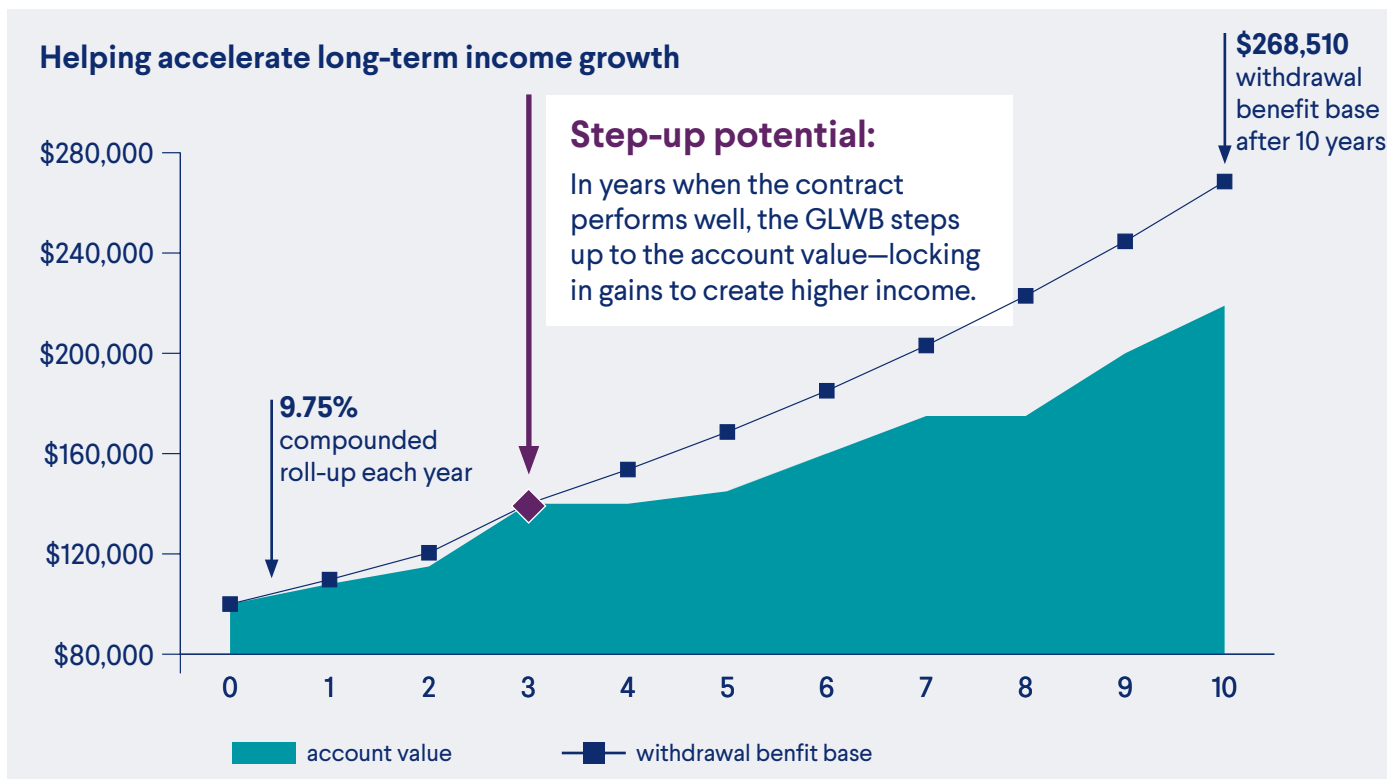 Helping accelerate long-term income growth
$268,510
withdrawal
benefit base
after 10 years
Step-up potential:
In years when the contract
performs well, the GLWB steps
up to the account value—locking
in gains to create higher income.
$280,000
$240,000
$200,000
$160,000
$120,000
$80,000
9.75%
compounded
roll-up each year
0 1 2 3 4 5 6 7 8 9 10
account value withdrawal benfit base